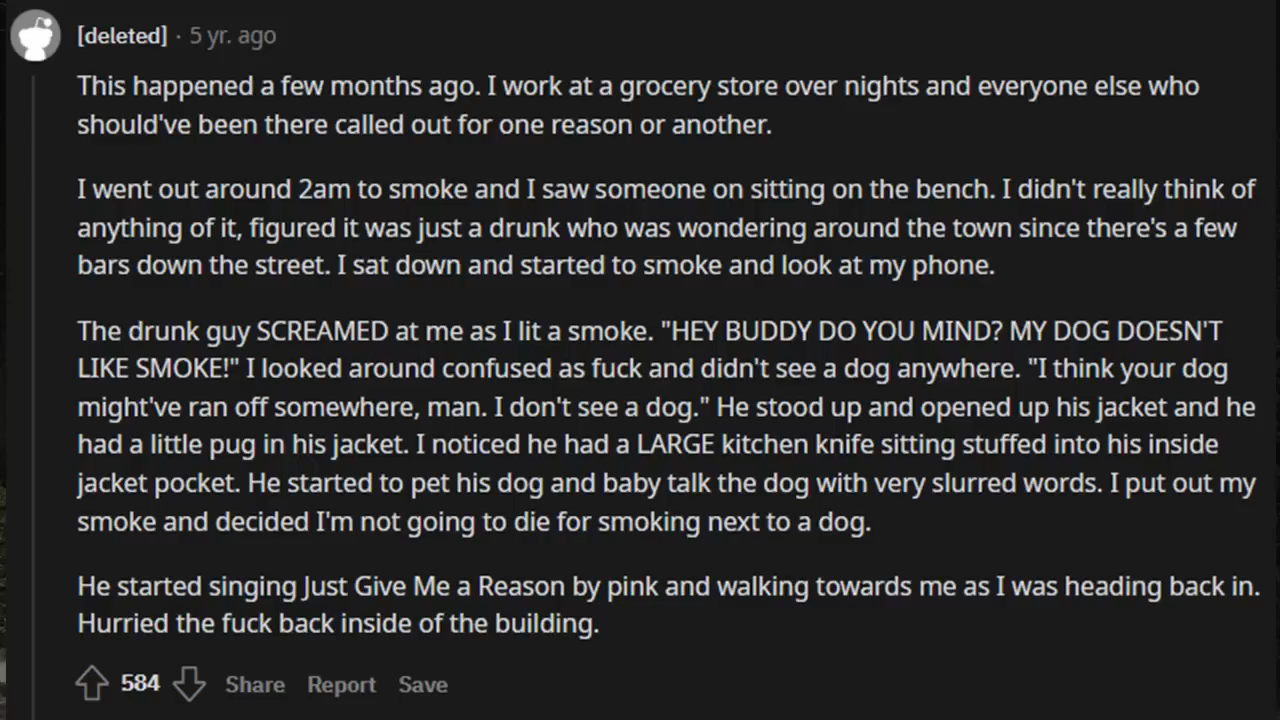 [deleted] · 5 yr. ago
This happened a few months ago. I work at a grocery store over nights and everyone else who
should've been there called out for one reason or another.
I went out around 2am to smoke and I saw someone on sitting on the bench. I didn't really think of
anything of it, figured it was just a drunk who was wondering around the town since there's a few
bars down the street. I sat down and started to smoke and look at my phone.
The drunk guy SCREAMED at me as I lit a smoke. "HEY BUDDY DO YOU MIND? MY DOG DOESN'T
LIKE SMOKE!" I looked around confused as fuck and didn't see a dog anywhere. "I think your dog
might've ran off somewhere, man. I don't see a dog." He stood up and opened up his jacket and he
had a little pug in his jacket. I noticed he had a LARGE kitchen knife sitting stuffed into his inside
jacket pocket. He started to pet his dog and baby talk the dog with very slurred words. I put out my
smoke and decided I'm not going to die for smoking next to a dog.
He started singing Just Give Me a Reason by pink and walking towards me as I was heading back in.
Hurried the fuck back inside of the building.
584 Share Report Save